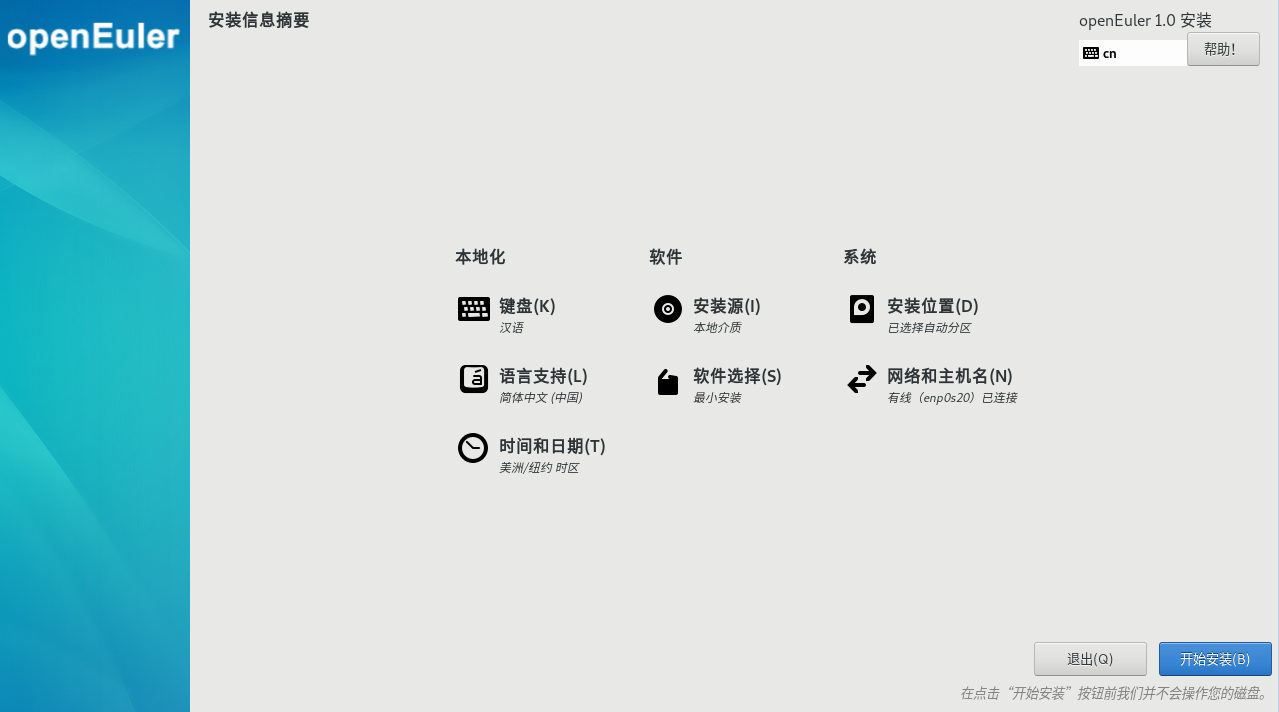 openEuler
安装信息摘要
openEuler 1.0 安装
cn
帮助！
本地化
软件
系统
键盘(K)
汉语
安装源(I)
本地介质
安装位置(D)
已选择自动分区
语言支持(L)
简体中文 (中国)
软件选择(S)
最小安装
网络和主机名(N)
有线（enp0s20）已连接
时间和日期(T)
美洲/纽约 时区
退出(Q)
开始安装(B)
在点击“开始安装”按钮前我们并不会操作您的磁盘。